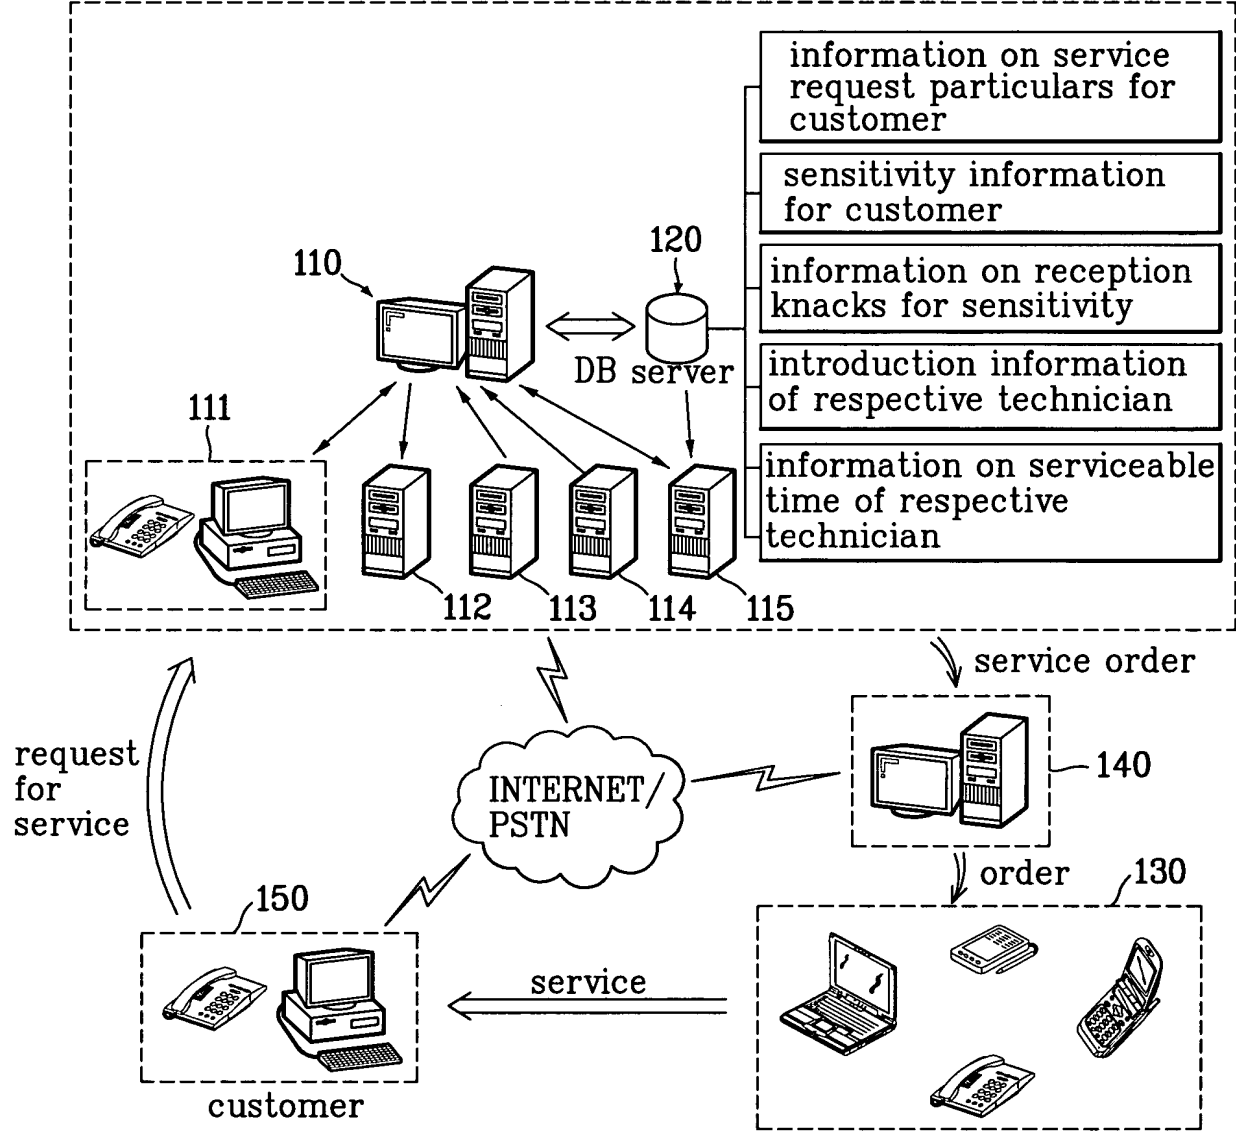 information on service
request particulars for
customer
sensitivity information
for customer
120
110
information on reception
knacks for sensitivity
DB server
introduction information
of respective technician
111
information on serviceable
time of respective
technician
112
113
114
115
service order
request
for
service
INTERNET/
PSTN
140
order
130
150
service
customer